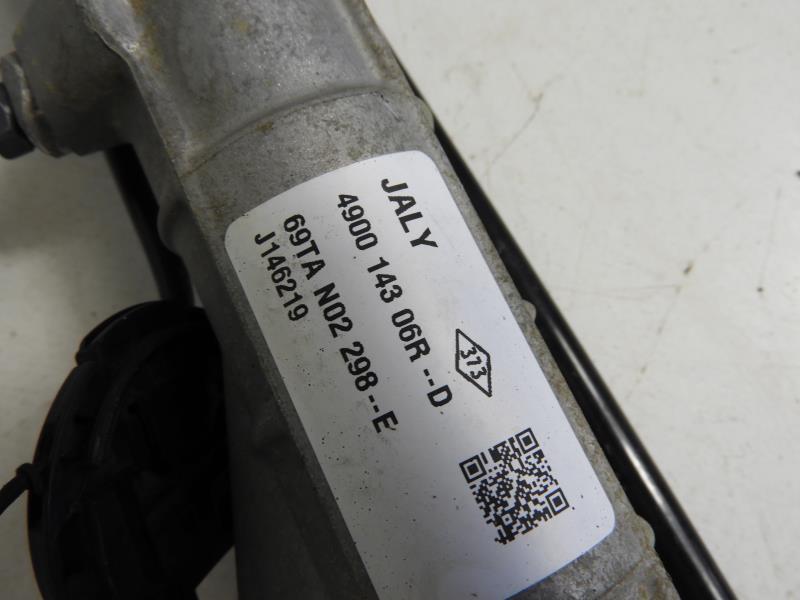 JALY
4900 143 06R --D
373
69TA N02 298--E
J146219